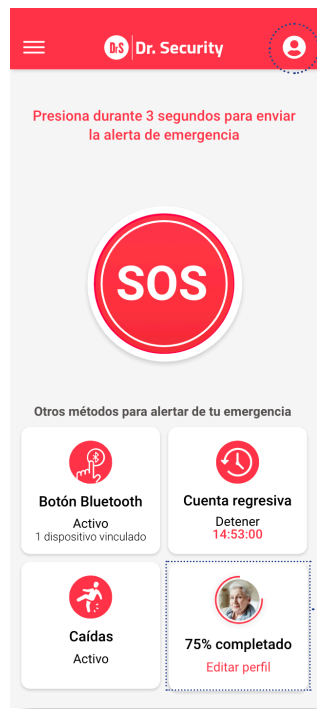 DrS Dr. Security
Presiona durante 3 segundos para enviar
la alerta de emergencia
SOS
Otros métodos para alertar de tu emergencia
Botón Bluetooth
Activo
1 dispositivo vinculado
Cuenta regresiva
Detener
14:53:00
Caídas
Activo
75% completado
Editar perfil